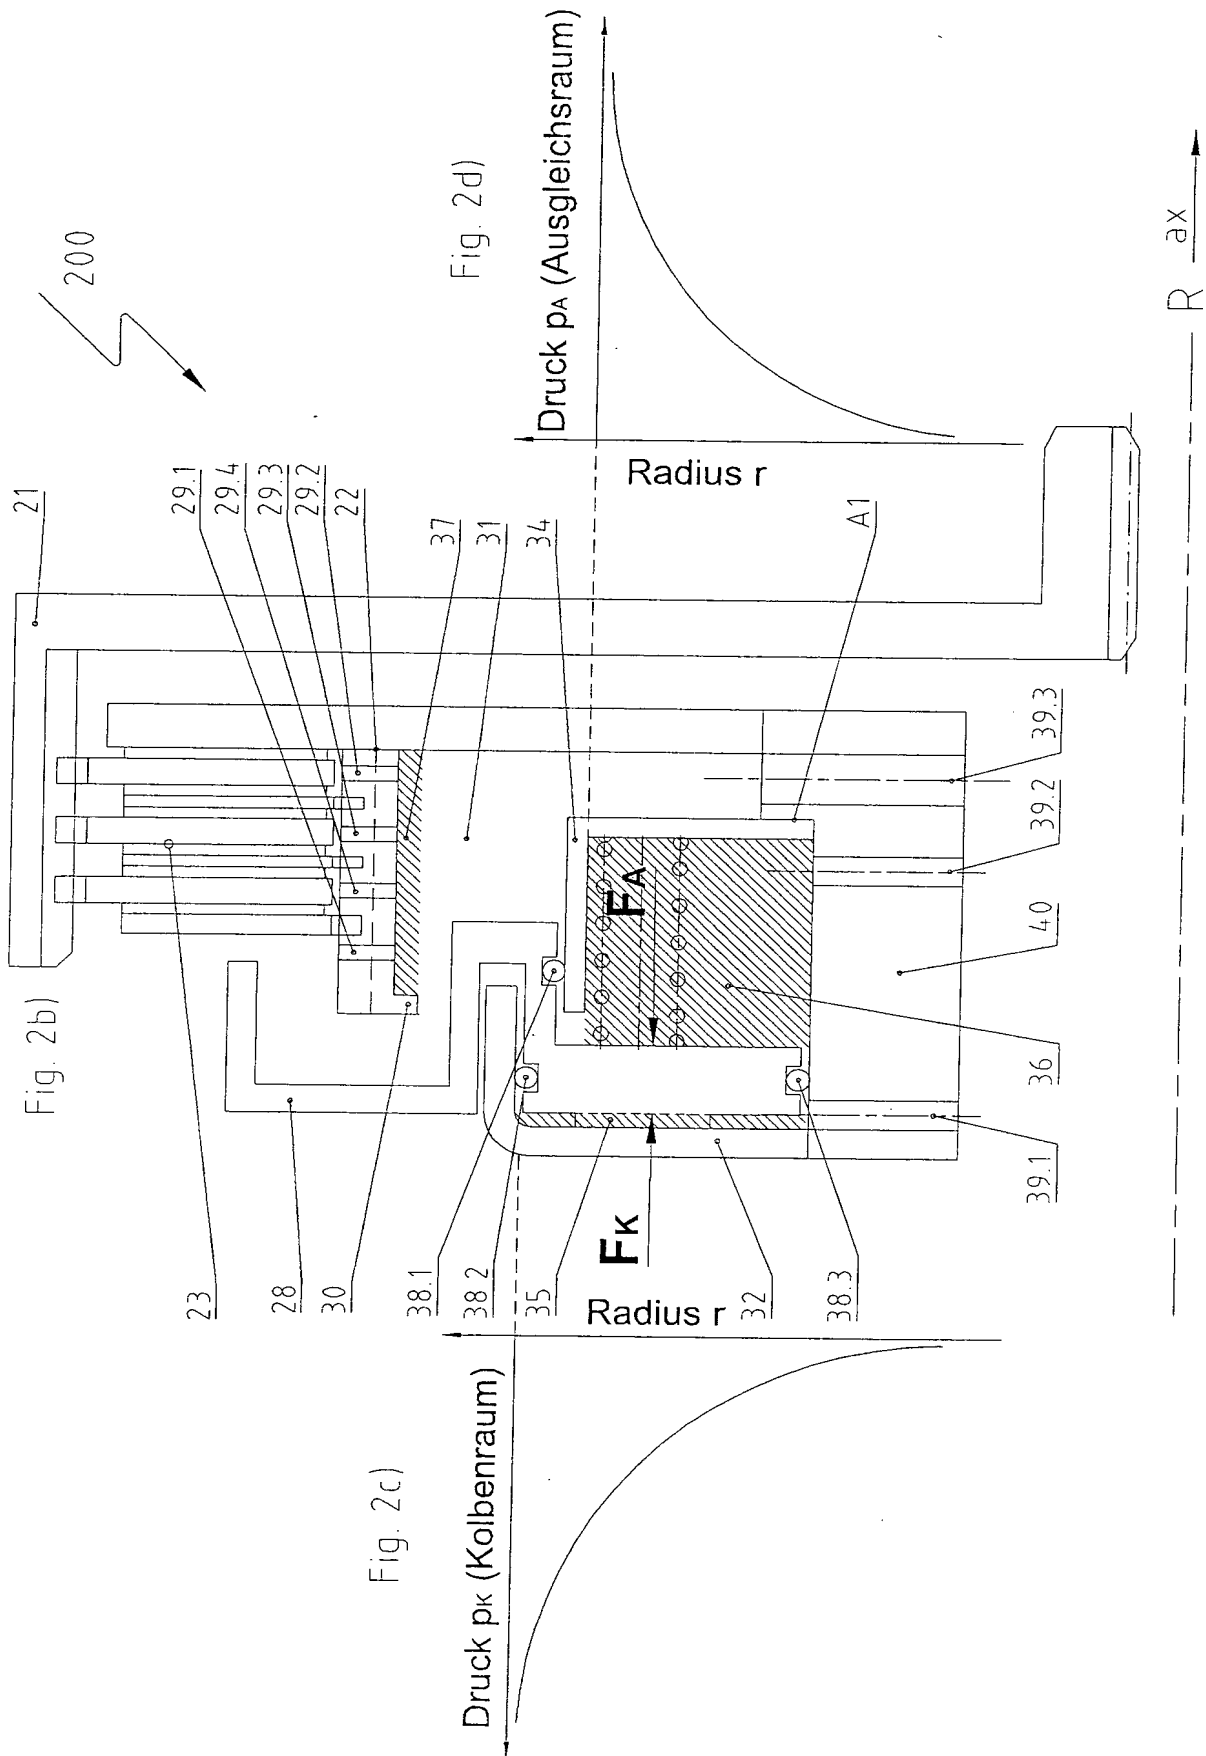 200
Fig. 2b)
21
29.1
29.4
29.3
29.2
22
37
31
34
A1
Fig. 2d)
Druck pA (Ausgleichsraum)
Radius r
23
28
30
38.1
38 2
35
32
38.3
FK
FA
39.1
36
40
39.2
39.3
Fig. 2c)
Druck pK (Kolbenraum)
Radius r
R
ax